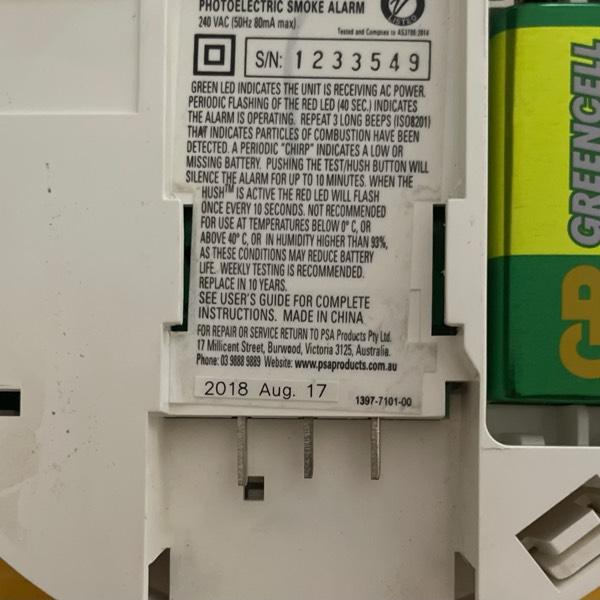 PHOTOELECTRIC SMOKE ALARM
240 VAC (50Hz 80mA max)
LISTED
Tested and Complies to AS3786:2014
S/N: 1233549
GREEN LED INDICATES THE UNIT IS RECEIVING AC POWER.
PERIODIC FLASHING OF THE RED LED (40 SEC.) INDICATES
THE ALARM IS OPERATING. REPEAT 3 LONG BEEPS (ISO8201)
THAT INDICATES PARTICLES OF COMBUSTION HAVE BEEN
DETECTED. A PERIODIC "CHIRP" INDICATES A LOW OR
MISSING BATTERY. PUSHING THE TEST/HUSH BUTTON WILL
SILENCE THE ALARM FOR UP TO 10 MINUTES. WHEN THE
HUSH™ IS ACTIVE THE RED LED WILL FLASH
ONCE EVERY 10 SECONDS. NOT RECOMMENDED
FOR USE AT TEMPERATURES BELOW 0° C, OR
ABOVE 40° C, OR IN HUMIDITY HIGHER THAN 93%,
AS THESE CONDITIONS MAY REDUCE BATTERY
LIFE. WEEKLY TESTING IS RECOMMENDED.
REPLACE IN 10 YEARS.
SEE USER'S GUIDE FOR COMPLETE
INSTRUCTIONS. MADE IN CHINA
FOR REPAIR OR SERVICE RETURN TO PSA Products Pty Ltd.
17 Millicent Street, Burwood, Victoria 3125, Australia.
Phone: 03 9888 9889 Website: www.psaproducts.com.au
2018 Aug. 17
1397-7101-00
GP GREENCELL